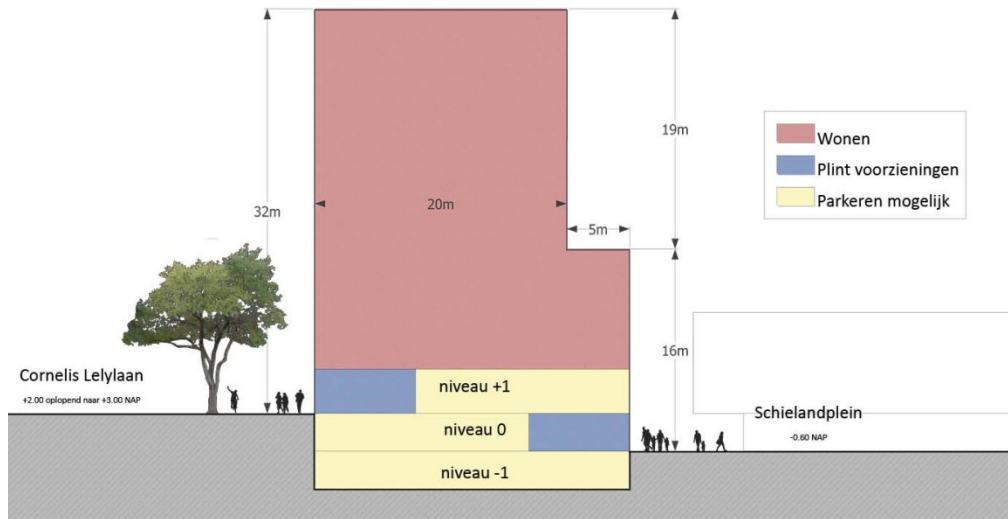 32m
20m
5m
19m
16m
Wonen
Plint voorzieningen
Parkeren mogelijk
Cornelis Lelylaan
+2.00 oplopend naar +3.00 NAP
niveau +1
niveau 0
niveau -1
Schielandplein
-0.60 NAP